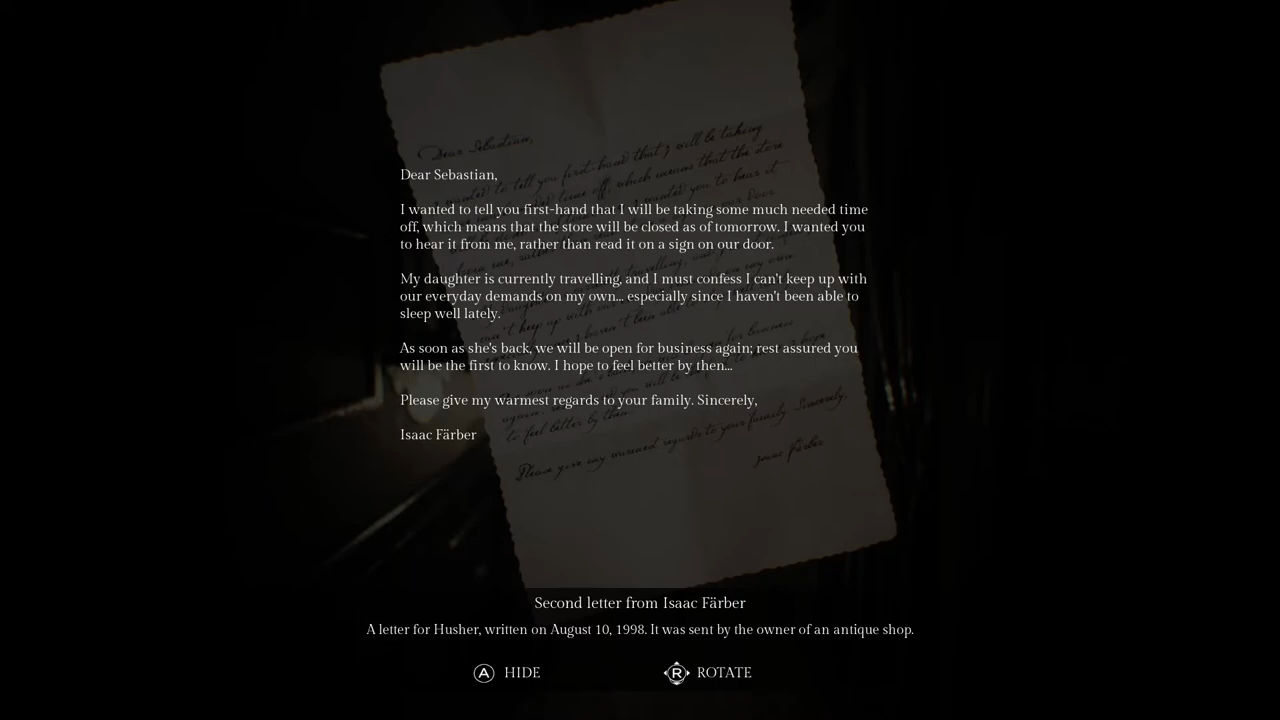 Dear Sebastian,
I wanted to tell you first-hand that I will be taking some much needed time
off, which means that the store will be closed as of tomorrow. I wanted you
to hear it from me, rather than read it on a sign on our door.
My daughter is currently travelling, and I must confess I can't keep up with
our everyday demands on my own... especially since I haven't been able to
sleep well lately.
As soon as she's back, we will be open for business again; rest assured you
will be the first to know. I hope to feel better by then...
Please give my warmest regards to your family. Sincerely,
Isaac Färber
Second letter from Isaac Färber
A letter for Husher, written on August 10, 1998. It was sent by the owner of an antique shop.
A HIDE
R ROTATE